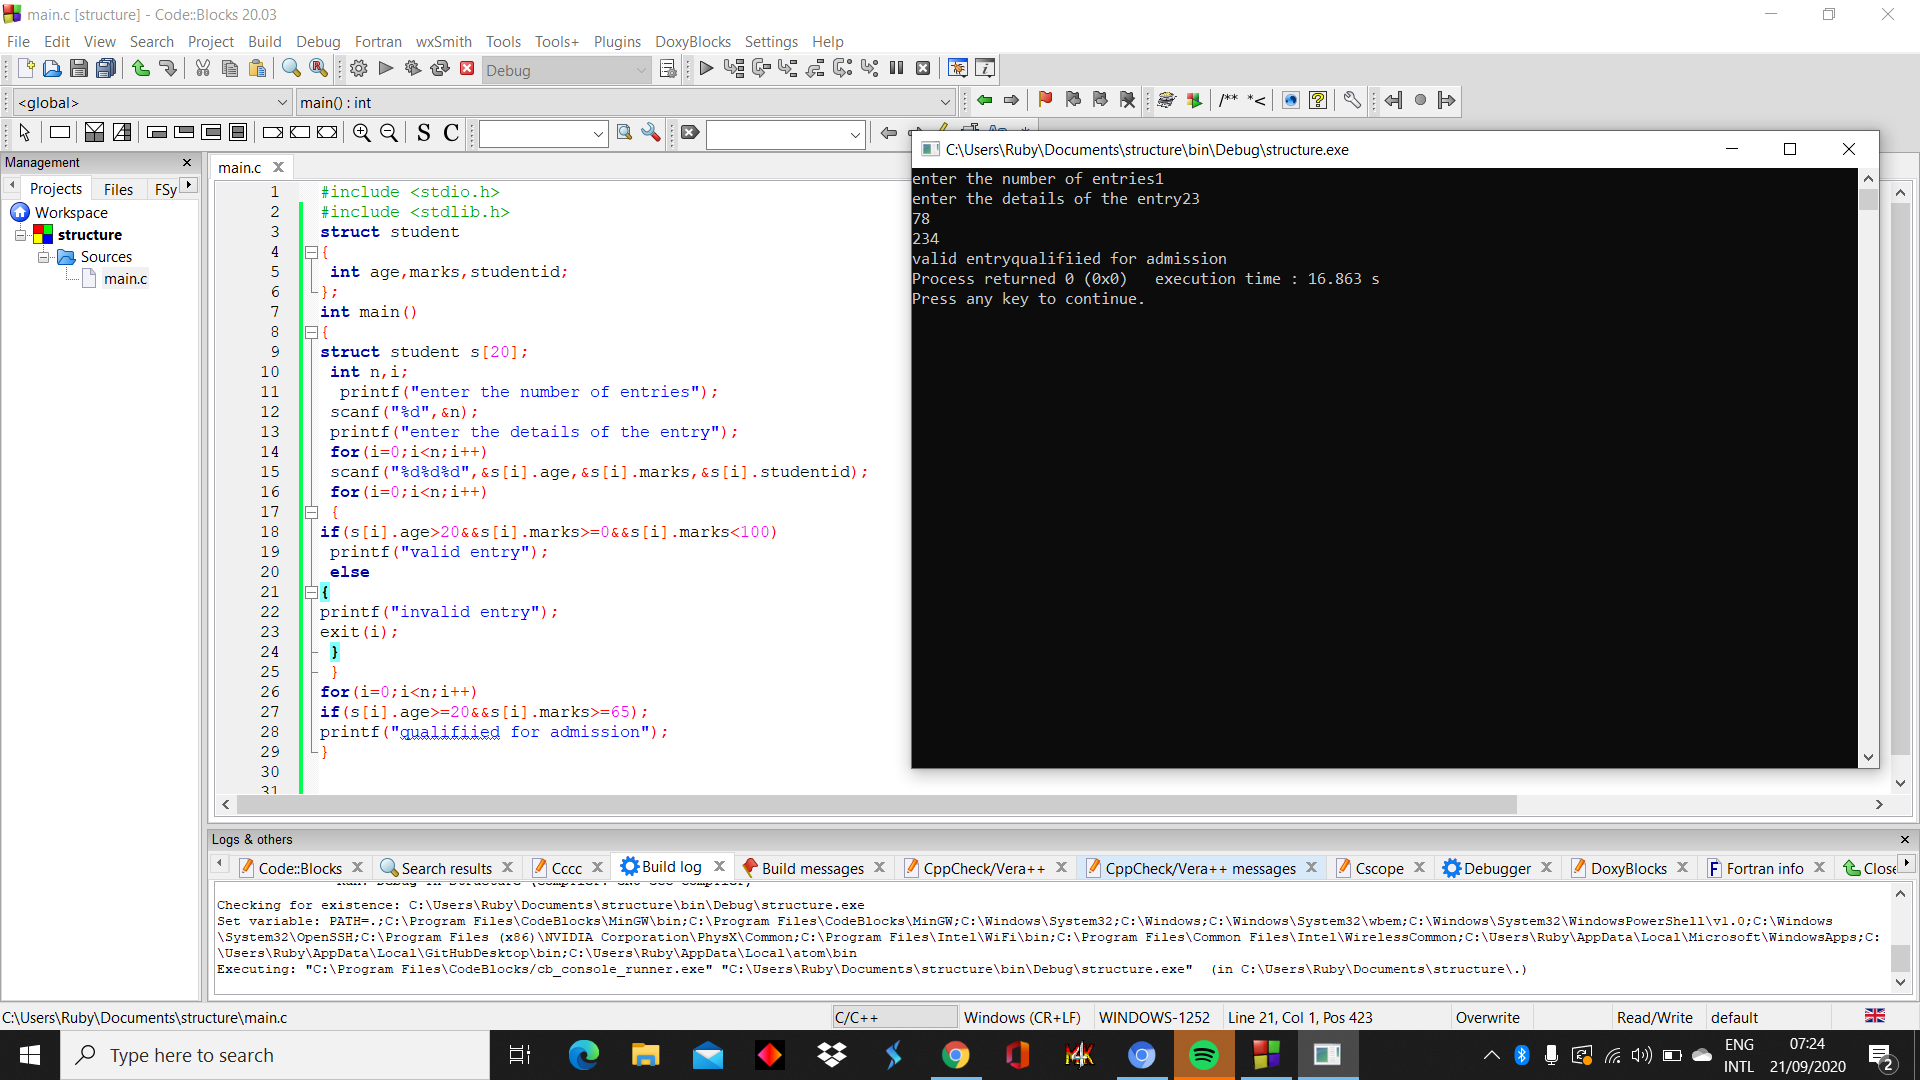 main.c [structure] - Code::Blocks 20.03
File Edit View Search Project Build Debug Fortran wxSmith Tools Tools+ Plugins DoxyBlocks Settings Help
Debug
<global> main() : int
/** *<
S C
Management
Projects Files FSy
Workspace
structure
Sources
main.c
main.c
1 #include <stdio.h>
2 #include <stdlib.h>
3 struct student
4 {
5 int age,marks,studentid;
6 };
7 int main()
8 {
9 struct student s[20];
10 int n,i;
11 printf("enter the number of entries");
12 scanf("%d",&n);
13 printf("enter the details of the entry");
14 for(i=0;i<n;i++)
15 scanf("%d%d%d",&s[i].age,&s[i].marks,&s[i].studentid);
16 for(i=0;i<n;i++)
17 {
18 if(s[i].age>20&&s[i].marks>=0&&s[i].marks<100)
19 printf("valid entry");
20 else
21 {
22 printf("invalid entry");
23 exit(i);
24 }
25 }
26 for(i=0;i<n;i++)
27 if(s[i].age>=20&&s[i].marks>=65);
28 printf("qualifiied for admission");
29 }
30
31
C:\Users\Ruby\Documents\structure\bin\Debug\structure.exe
enter the number of entries1
enter the details of the entry23
78
234
valid entryqualifiied for admission
Process returned 0 (0x0)   execution time : 16.863 s
Press any key to continue.
Logs & others
Code::Blocks Search results Cccc Build log Build messages CppCheck/Vera++ CppCheck/Vera++ messages Cscope Debugger DoxyBlocks Fortran info Close
Checking for existence: C:\Users\Ruby\Documents\structure\bin\Debug\structure.exe
Set variable: PATH=.;C:\Program Files\CodeBlocks\MinGW\bin;C:\Program Files\CodeBlocks\MinGW;C:\Windows\System32;C:\Windows;C:\Windows\System32\wbem;C:\Windows\System32\WindowsPowerShell\v1.0;C:\Windows
\System32\OpenSSH;C:\Program Files (x86)\NVIDIA Corporation\PhysX\Common;C:\Program Files\Intel\WiFi\bin;C:\Program Files\Common Files\Intel\WirelessCommon;C:\Users\Ruby\AppData\Local\Microsoft\WindowsApps;C:
\Users\Ruby\AppData\Local\GitHubDesktop\bin;C:\Users\Ruby\AppData\Local\atom\bin
Executing: "C:\Program Files\CodeBlocks/cb_console_runner.exe" "C:\Users\Ruby\Documents\structure\bin\Debug\structure.exe"  (in C:\Users\Ruby\Documents\structure\.)
C:\Users\Ruby\Documents\structure\main.c C/C++ Windows (CR+LF) WINDOWS-1252 Line 21, Col 1, Pos 423 Overwrite Read/Write default
Type here to search
ENG
INTL
07:24
21/09/2020
2